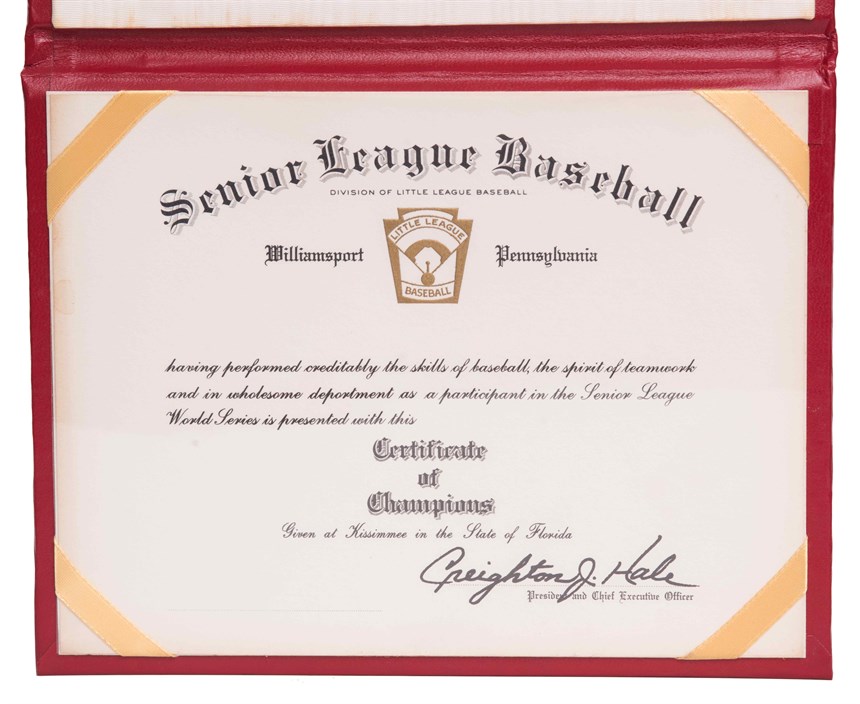 Senior League Baseball
DIVISION OF LITTLE LEAGUE BASEBALL
LITTLE LEAGUE
BASEBALL
Williamsport Pennsylvania
having performed creditably the skills of baseball, the spirit of teamwork
and in wholesome deportment as a participant in the Senior League
World Series is presented with this
Certificate
of
Champions
Given at Kissimmee in the State of Florida
Creighton J. Hale
President and Chief Executive Officer